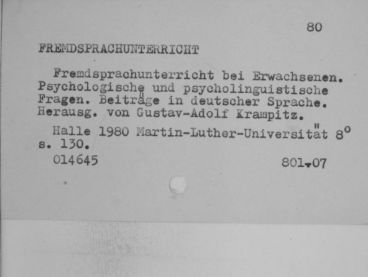 80
FREMDSPRACHUNTERRICHT
Fremdsprachunterricht bei Erwachsenen.
Psychologische und psycholinguistische
Fragen. Beiträge in deutscher Sprache.
Herausg. von Gustav-Adolf Krampitz.
Halle 1980 Martin-Luther-Universität 8°
s. 130.
014645 801.07